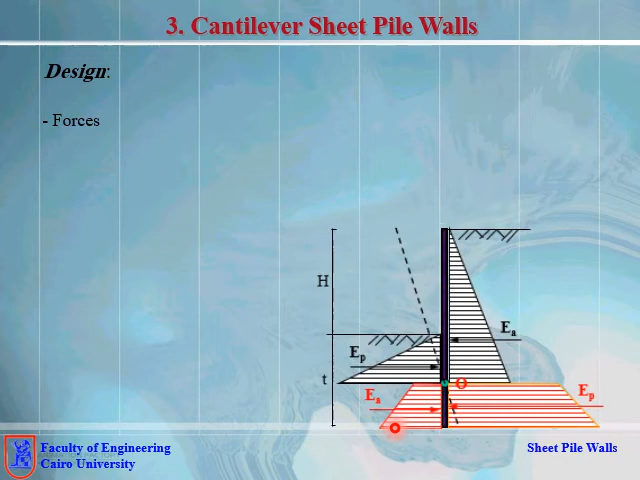 3. Cantilever Sheet Pile Walls
Design:
- Forces
H
Ea
Ep
t
O
Ea
Ep
Faculty of Engineering
Cairo University
Sheet Pile Walls